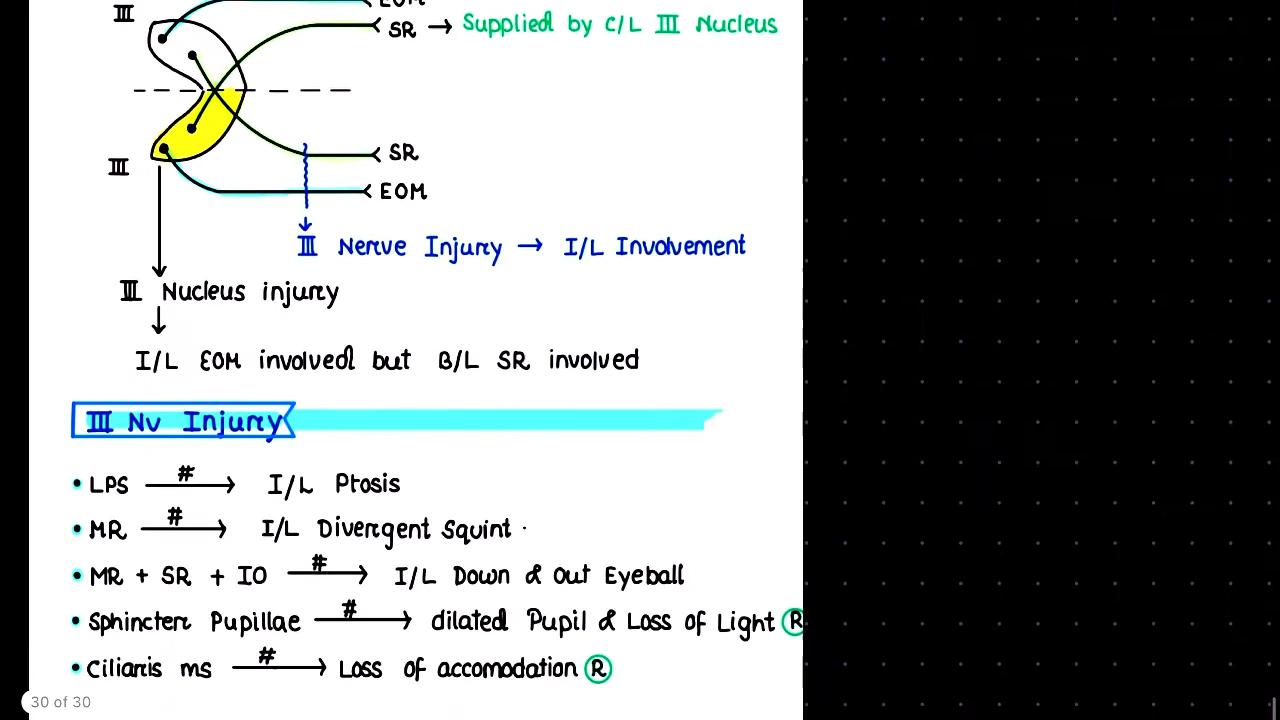 III
EOM
SR → Supplied by C/L III Nucleus
SR
III
EOM
III Nerve Injury → I/L Involvement
III Nucleus injury
I/L EOM involved but B/L SR involved
III Nv Injury
• LPS # → I/L Ptosis
• MR # → I/L Divergent Squint
• MR + SR + IO # → I/L Down & Out Eyeball
• Sphincter Pupillae # → dilated Pupil & Loss of Light R
• Ciliaris ms # → Loss of accomodation R
30 of 30